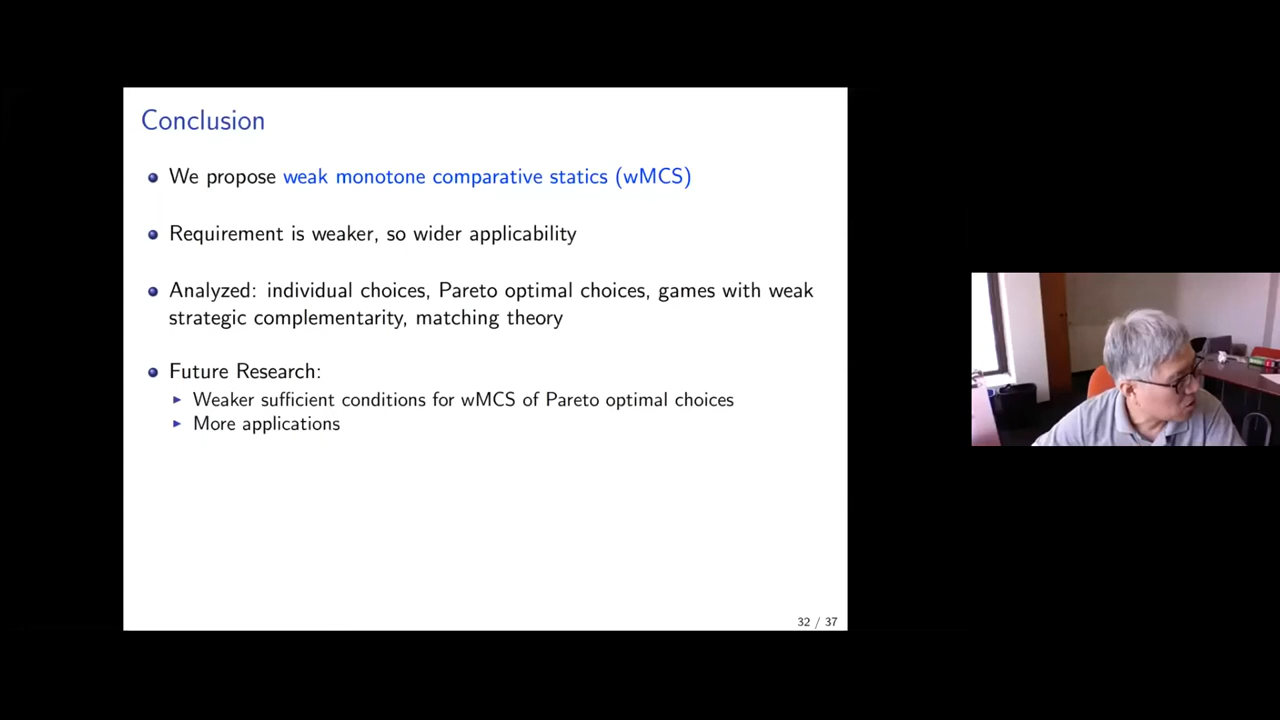 Conclusion
We propose weak monotone comparative statics (wMCS)
Requirement is weaker, so wider applicability
Analyzed: individual choices, Pareto optimal choices, games with weak
strategic complementarity, matching theory
Future Research:
Weaker sufficient conditions for wMCS of Pareto optimal choices
More applications
32 / 37